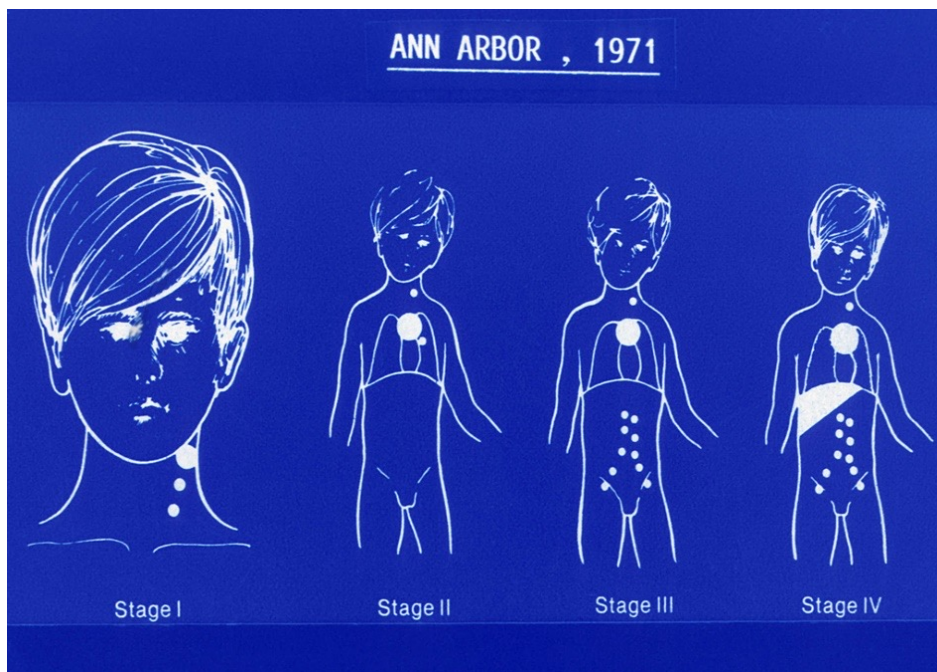 ANN ARBOR , 1971
Stage I
Stage II
Stage III
Stage IV